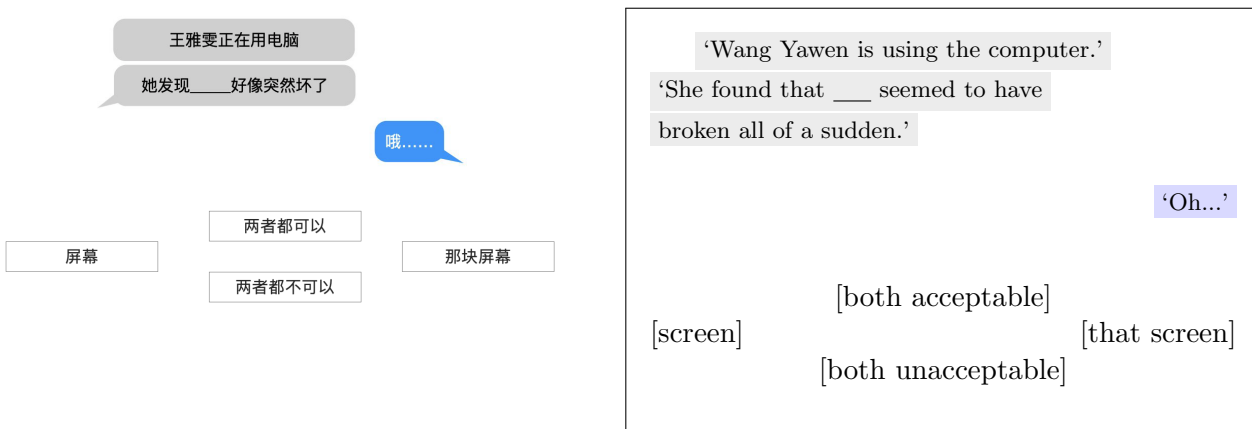 王雅雯正在用电脑
她发现____好像突然坏了
哦……
两者都可以
屏幕
那块屏幕
两者都不可以
‘Wang Yawen is using the computer.’
‘She found that ___ seemed to have
broken all of a sudden.’
‘Oh...’
[both acceptable]
[screen]
[that screen]
[both unacceptable]